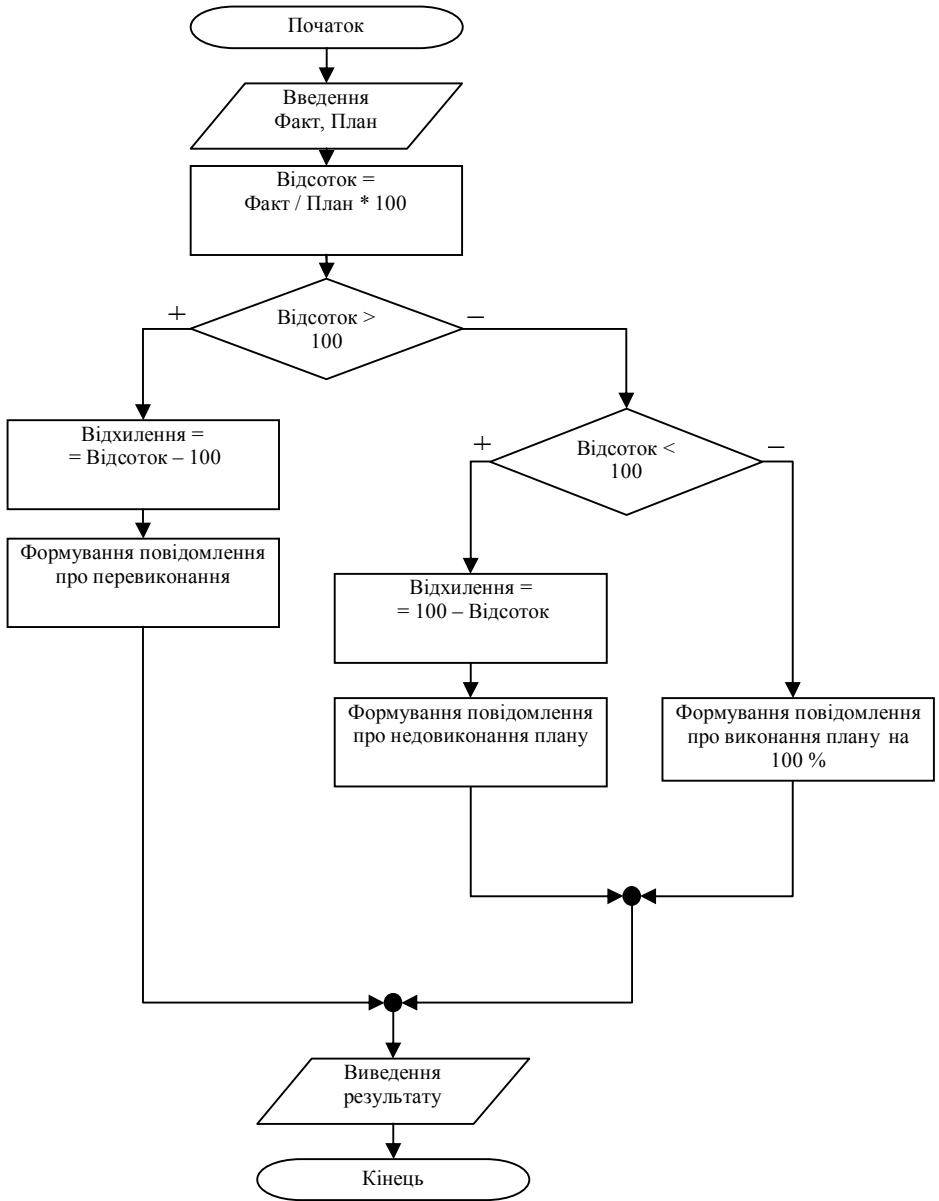 Початок
Введення
Факт, План
Відсоток =
Факт / План * 100
Відсоток >
100
+
–
Відхилення =
= Відсоток – 100
Формування повідомлення
про перевиконання
Відсоток <
100
+
–
Відхилення =
= 100 – Відсоток
Формування повідомлення
про недовиконання плану
Формування повідомлення
про виконання плану на
100 %
Виведення
результату
Кінець